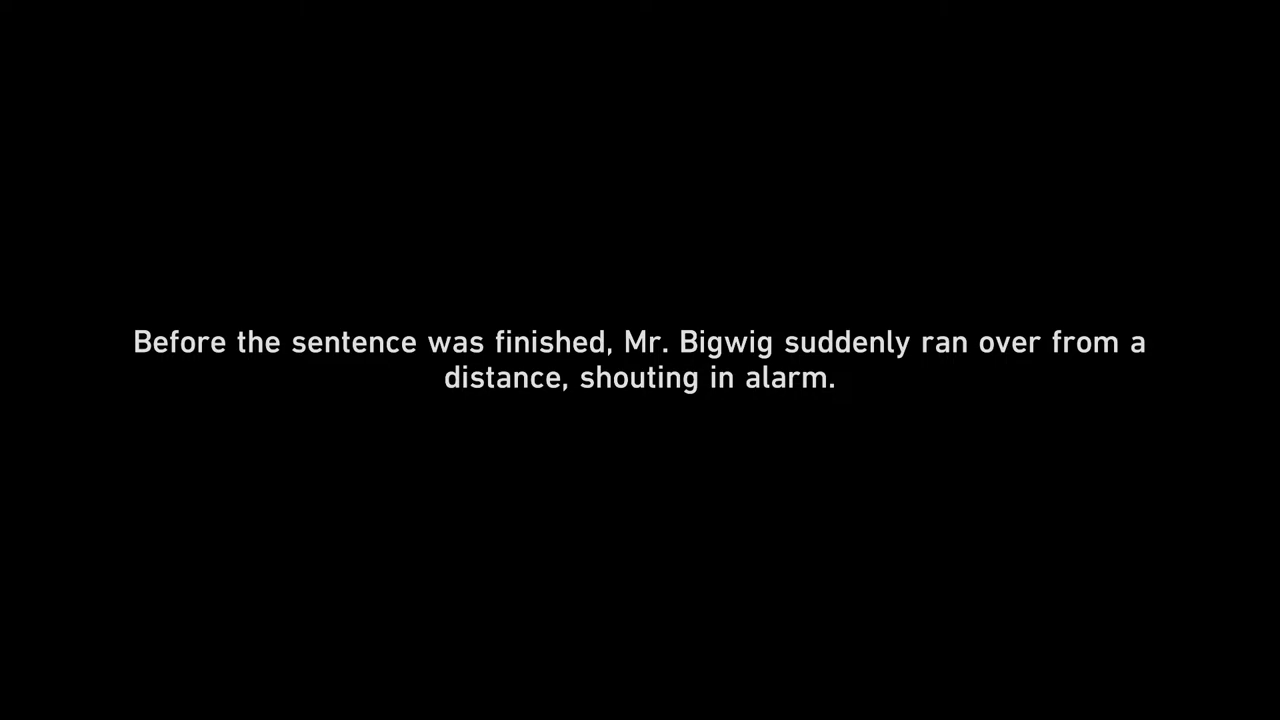 Before the sentence was finished, Mr. Bigwig suddenly ran over from a
distance, shouting in alarm.